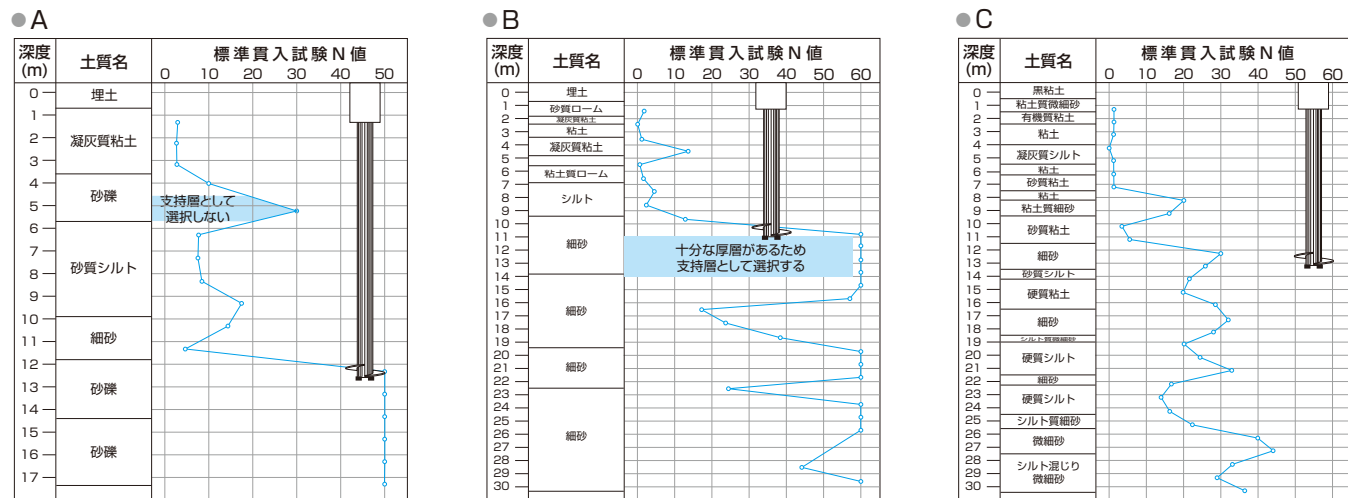 A
深度
(m)
土質名
標準貫入試験N値
0 10 20 30 40 50
0
1
2
3
4
5
6
7
8
9
10
11
12
13
14
15
16
17
埋土
凝灰質粘土
砂礫
砂質シルト
細砂
砂礫
砂礫
支持層として
選択しない
B
深度
(m)
土質名
標準貫入試験N値
0 10 20 30 40 50 60
0
1
2
3
4
5
6
7
8
9
10
11
12
13
14
15
16
17
18
19
20
21
22
23
24
25
26
27
28
29
30
埋土
砂質ローム
凝灰質粘土
粘土
凝灰質粘土
粘土質ローム
シルト
細砂
細砂
細砂
細砂
十分な厚層があるため
支持層として選択する
C
深度
(m)
土質名
標準貫入試験N値
0 10 20 30 40 50 60
0
1
2
3
4
5
6
7
8
9
10
11
12
13
14
15
16
17
18
19
20
21
22
23
24
25
26
27
28
29
30
黒粘土
粘土質微細砂
有機質粘土
粘土
凝灰質シルト
粘土
砂質粘土
粘土
粘土質細砂
砂質粘土
細砂
砂質シルト
硬質粘土
細砂
シルト質微細砂
硬質シルト
細砂
硬質シルト
シルト質細砂
微細砂
シルト混じり
微細砂